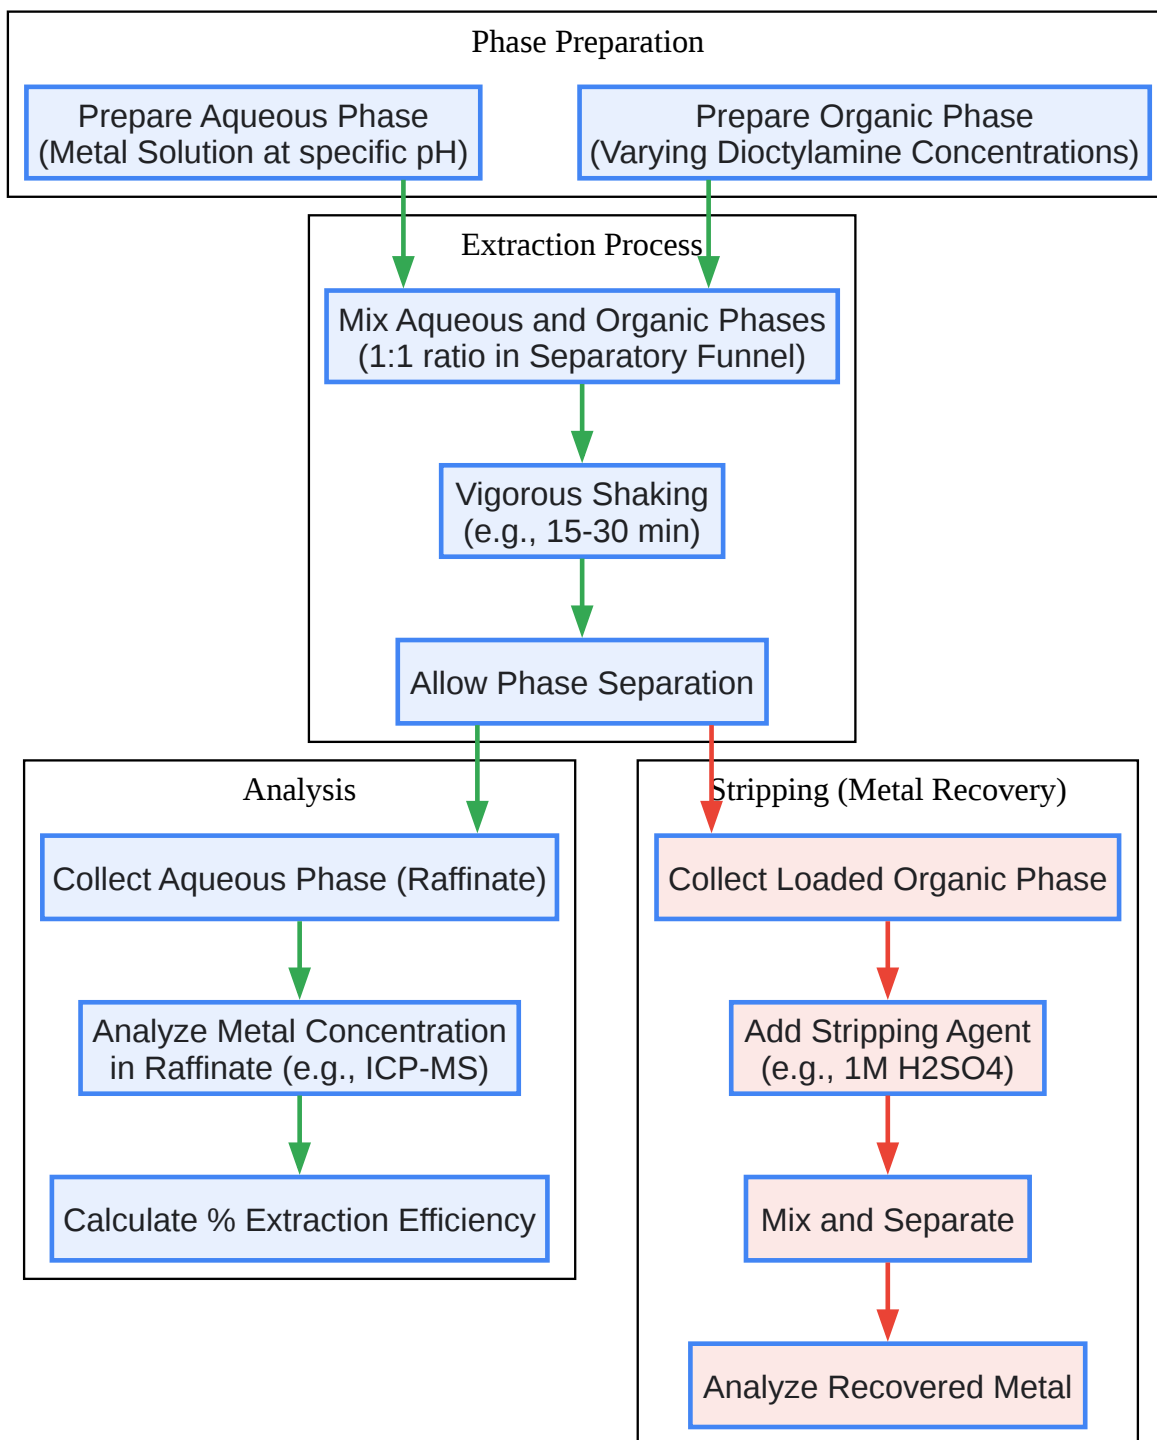 Phase Preparation
Prepare Aqueous Phase
(Metal Solution at specific pH)
Prepare Organic Phase
(Varying Dioctylamine Concentrations)
Extraction Process
Mix Aqueous and Organic Phases
(1:1 ratio in Separatory Funnel)
Vigorous Shaking
(e.g., 15-30 min)
Allow Phase Separation
Analysis
Collect Aqueous Phase (Raffinate)
Analyze Metal Concentration
in Raffinate (e.g., ICP-MS)
Calculate % Extraction Efficiency
Stripping (Metal Recovery)
Collect Loaded Organic Phase
Add Stripping Agent
(e.g., 1M H2SO4)
Mix and Separate
Analyze Recovered Metal